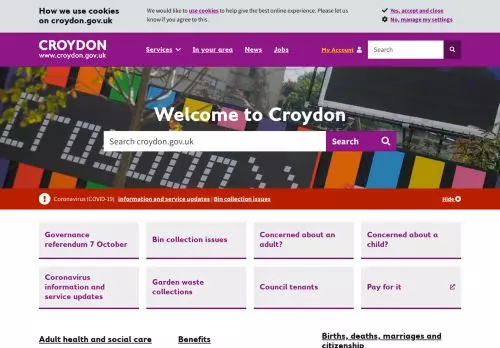 How we use cookies
on croydon.gov.uk
We would like to use cookies to help give the best online experience. Please let
us know if you agree to this.
Yes, accept and close
No, manage my settings
CROYDON
www.croydon.gov.uk
Services
In your area
News
Jobs
My Account
Search
Croydon
Welcome to Croydon
Search croydon.gov.uk
Search
Coronavirus (COVID-19) information and service updates | Bin collection issues
Hide
Governance
referendum 7 October
Bin collection issues
Concerned about an
adult?
Concerned about a
child?
Coronavirus
information and
service updates
Garden waste
collections
Council tenants
Pay for it
Adult health and social care
Benefits
Births, deaths, marriages and
citizenship